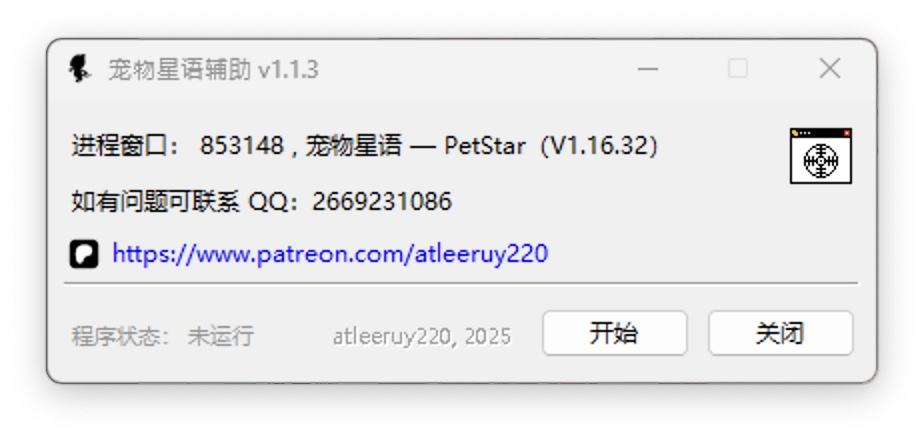 宠物星语辅助 v1.1.3
进程窗口： 853148 , 宠物星语 — PetStar（V1.16.32）
如有问题可联系 QQ：2669231086
https://www.patreon.com/atleeruy220
程序状态： 未运行 atleeruy220, 2025 开始 关闭